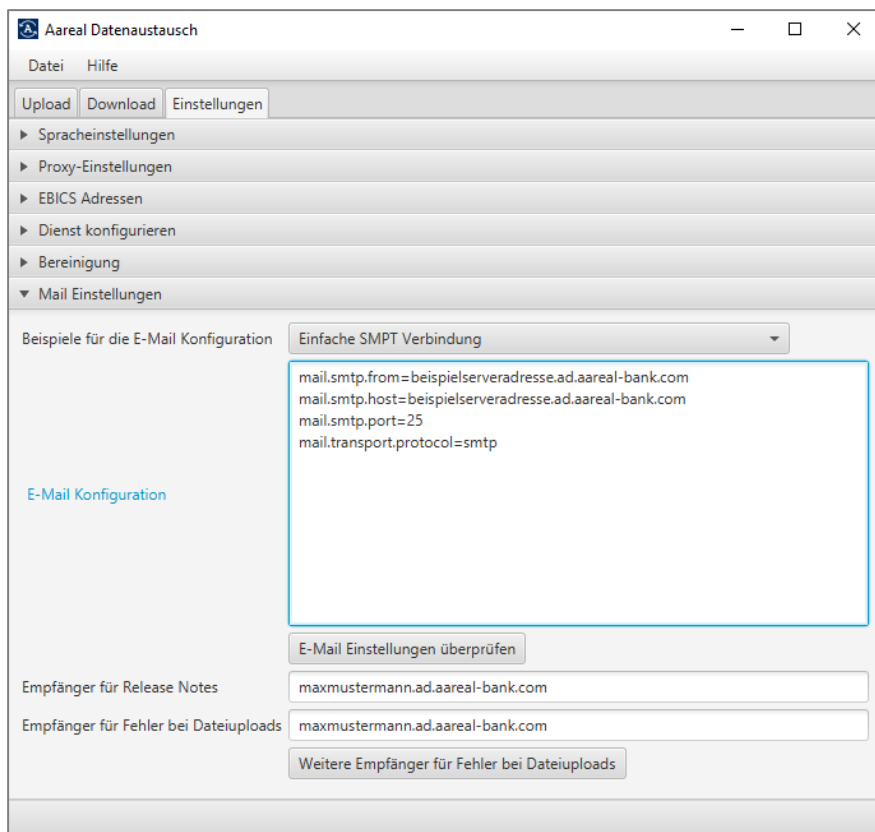 Aareal Datenaustausch
Datei Hilfe
Upload Download Einstellungen
Spracheinstellungen
Proxy-Einstellungen
EBICS Adressen
Dienst konfigurieren
Bereinigung
Mail Einstellungen
Beispiele für die E-Mail Konfiguration Einfache SMPT Verbindung
mail.smtp.from=beispielserveradresse.ad.aareal-bank.com
mail.smtp.host=beispielserveradresse.ad.aareal-bank.com
mail.smtp.port=25
mail.transport.protocol=smtp
E-Mail Konfiguration
E-Mail Einstellungen überprüfen
Empfänger für Release Notes maxmustermann.ad.aareal-bank.com
Empfänger für Fehler bei Dateiuploads maxmustermann.ad.aareal-bank.com
Weitere Empfänger für Fehler bei Dateiuploads